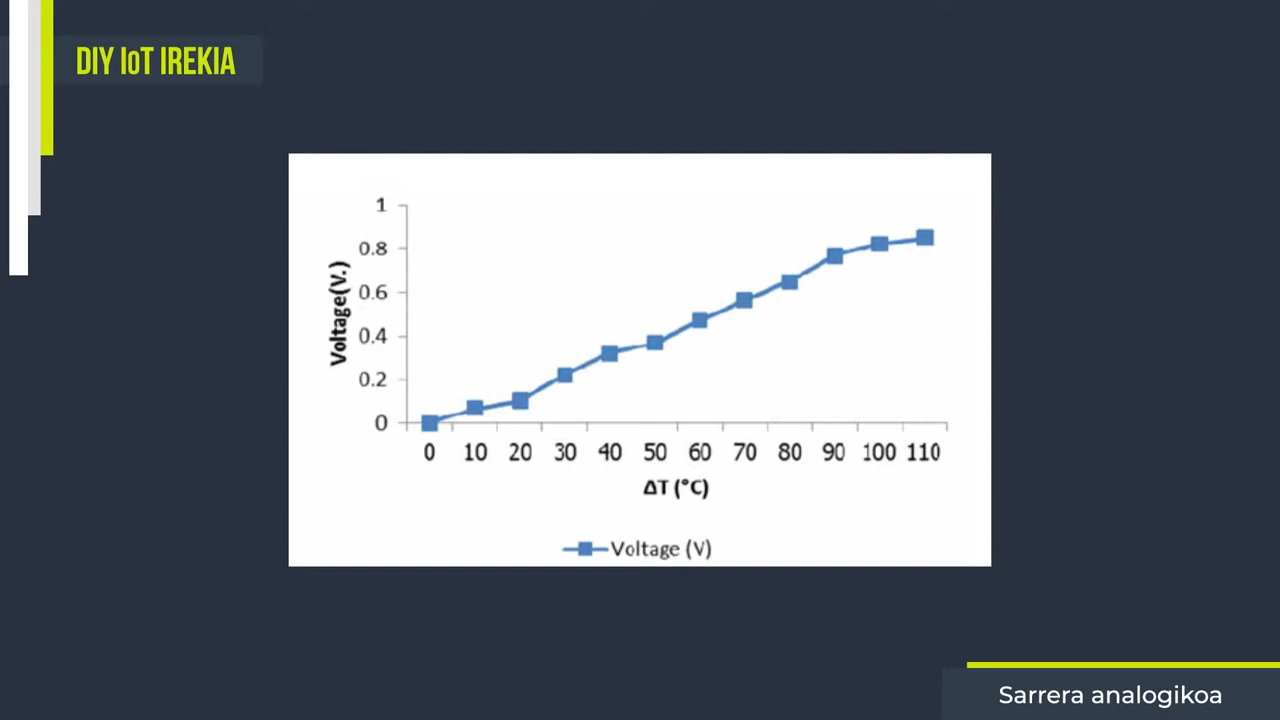 DIY IoT IREKIA
1
0.8
0.6
0.4
0.2
0
Voltage(V.)
0 10 20 30 40 50 60 70 80 90 100 110
ΔT (°C)
Voltage (V)
Sarrera analogikoa